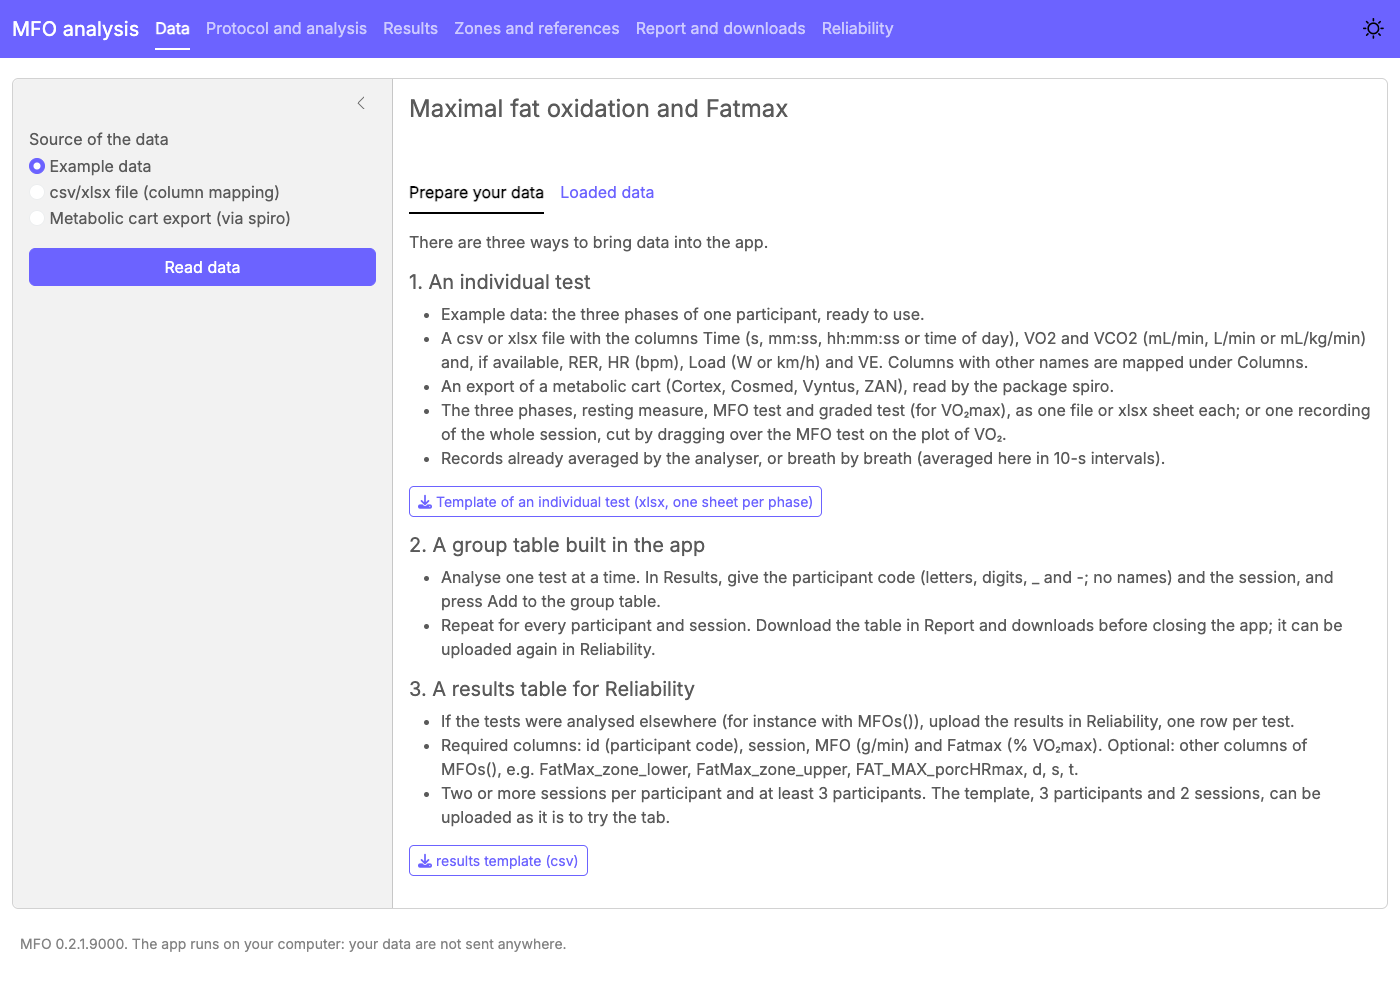 MFO analysis Data Protocol and analysis Results Zones and references Report and downloads Reliability
Source of the data
Example data
csv/xlsx file (column mapping)
Metabolic cart export (via spiro)
Read data
Maximal fat oxidation and Fatmax
Prepare your data Loaded data
There are three ways to bring data into the app.
1. An individual test
• Example data: the three phases of one participant, ready to use.
• A csv or xlsx file with the columns Time (s, mm:ss, hh:mm:ss or time of day), VO2 and VCO2 (mL/min, L/min or mL/kg/min)
and, if available, RER, HR (bpm), Load (W or km/h) and VE. Columns with other names are mapped under Columns.
• An export of a metabolic cart (Cortex, Cosmed, Vyntus, ZAN), read by the package spiro.
• The three phases, resting measure, MFO test and graded test (for VO₂max), as one file or xlsx sheet each; or one recording
of the whole session, cut by dragging over the MFO test on the plot of VO₂.
• Records already averaged by the analyser, or breath by breath (averaged here in 10-s intervals).
Template of an individual test (xlsx, one sheet per phase)
2. A group table built in the app
• Analyse one test at a time. In Results, give the participant code (letters, digits, _ and -; no names) and the session, and
press Add to the group table.
• Repeat for every participant and session. Download the table in Report and downloads before closing the app; it can be
uploaded again in Reliability.
3. A results table for Reliability
• If the tests were analysed elsewhere (for instance with MFOs()), upload the results in Reliability, one row per test.
• Required columns: id (participant code), session, MFO (g/min) and Fatmax (% VO₂max). Optional: other columns of
MFOs(), e.g. FatMax_zone_lower, FatMax_zone_upper, FAT_MAX_porcHRmax, d, s, t.
• Two or more sessions per participant and at least 3 participants. The template, 3 participants and 2 sessions, can be
uploaded as it is to try the tab.
results template (csv)
MFO 0.2.1.9000. The app runs on your computer: your data are not sent anywhere.